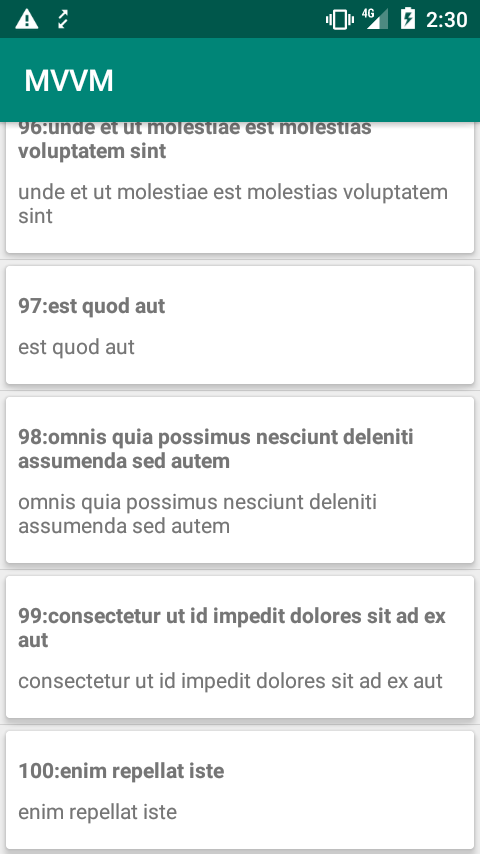 4G 2:30
MVVM
96:unde et ut molestiae est molestias
voluptatem sint
unde et ut molestiae est molestias voluptatem
sint
97:est quod aut
est quod aut
98:omnis quia possimus nesciunt deleniti
assumenda sed autem
omnis quia possimus nesciunt deleniti
assumenda sed autem
99:consectetur ut id impedit dolores sit ad ex
aut
consectetur ut id impedit dolores sit ad ex aut
100:enim repellat iste
enim repellat iste